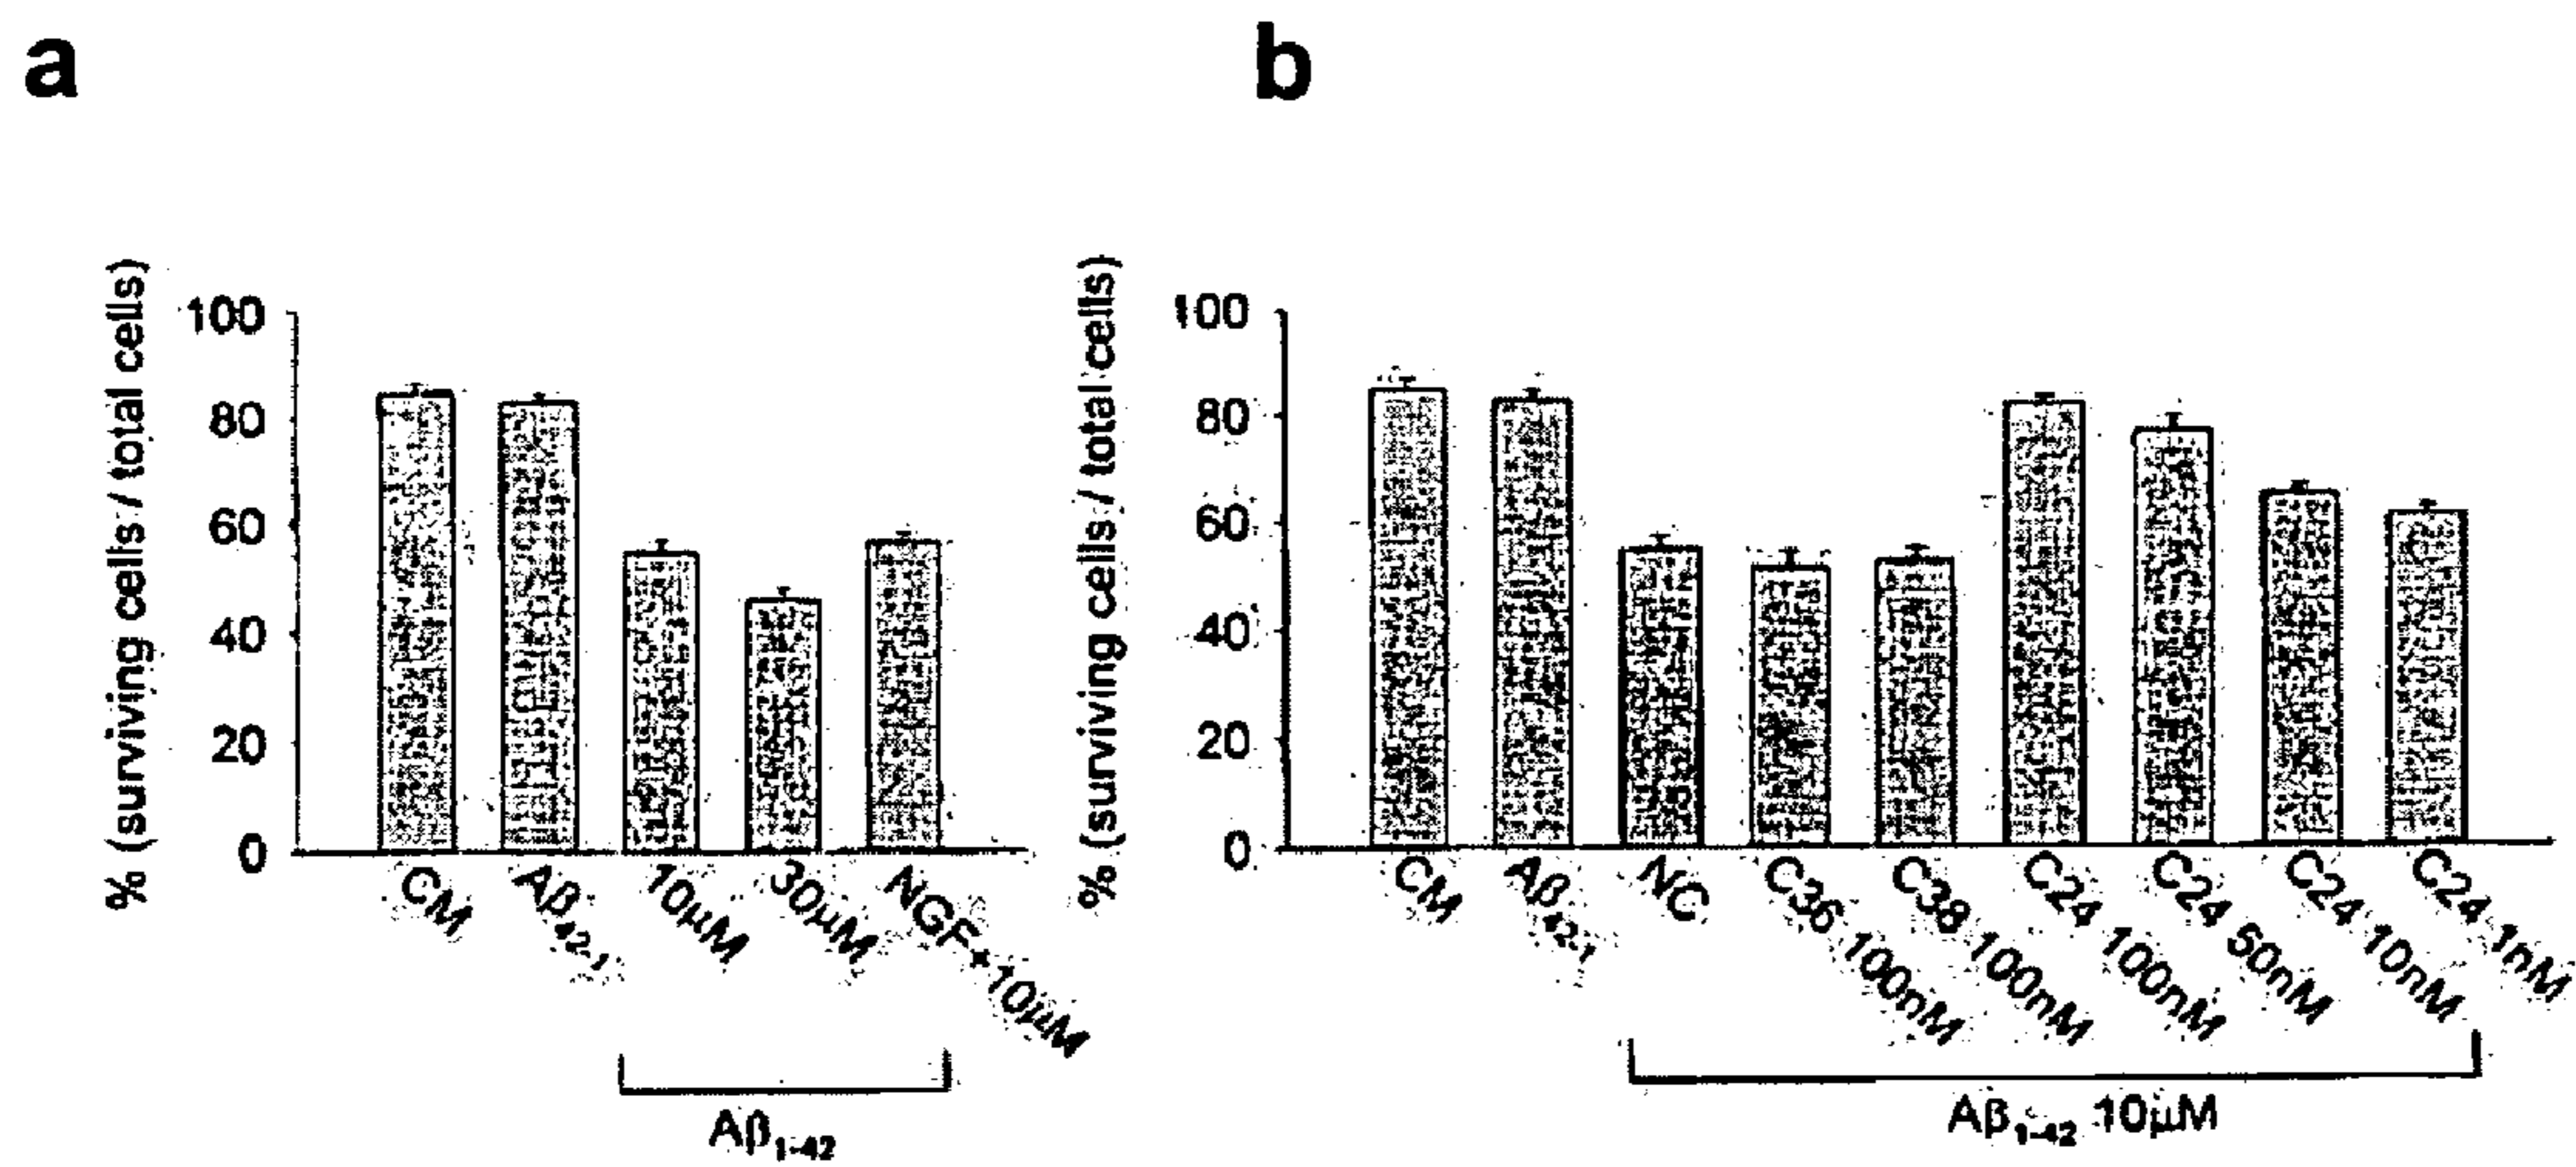 a
% (surviving cells / total cells)
100
80
60
40
20
0
CM
Aβ42-1
10μM
30μM
NGF+10μM
Aβ1-42
b
% (surviving cells / total cells)
100
80
60
40
20
0
CM
Aβ42-1
NC
C36 100nM
C38 100nM
C24 100nM
C24 50nM
C24 10nM
C24 1nM
Aβ1-42 10μM